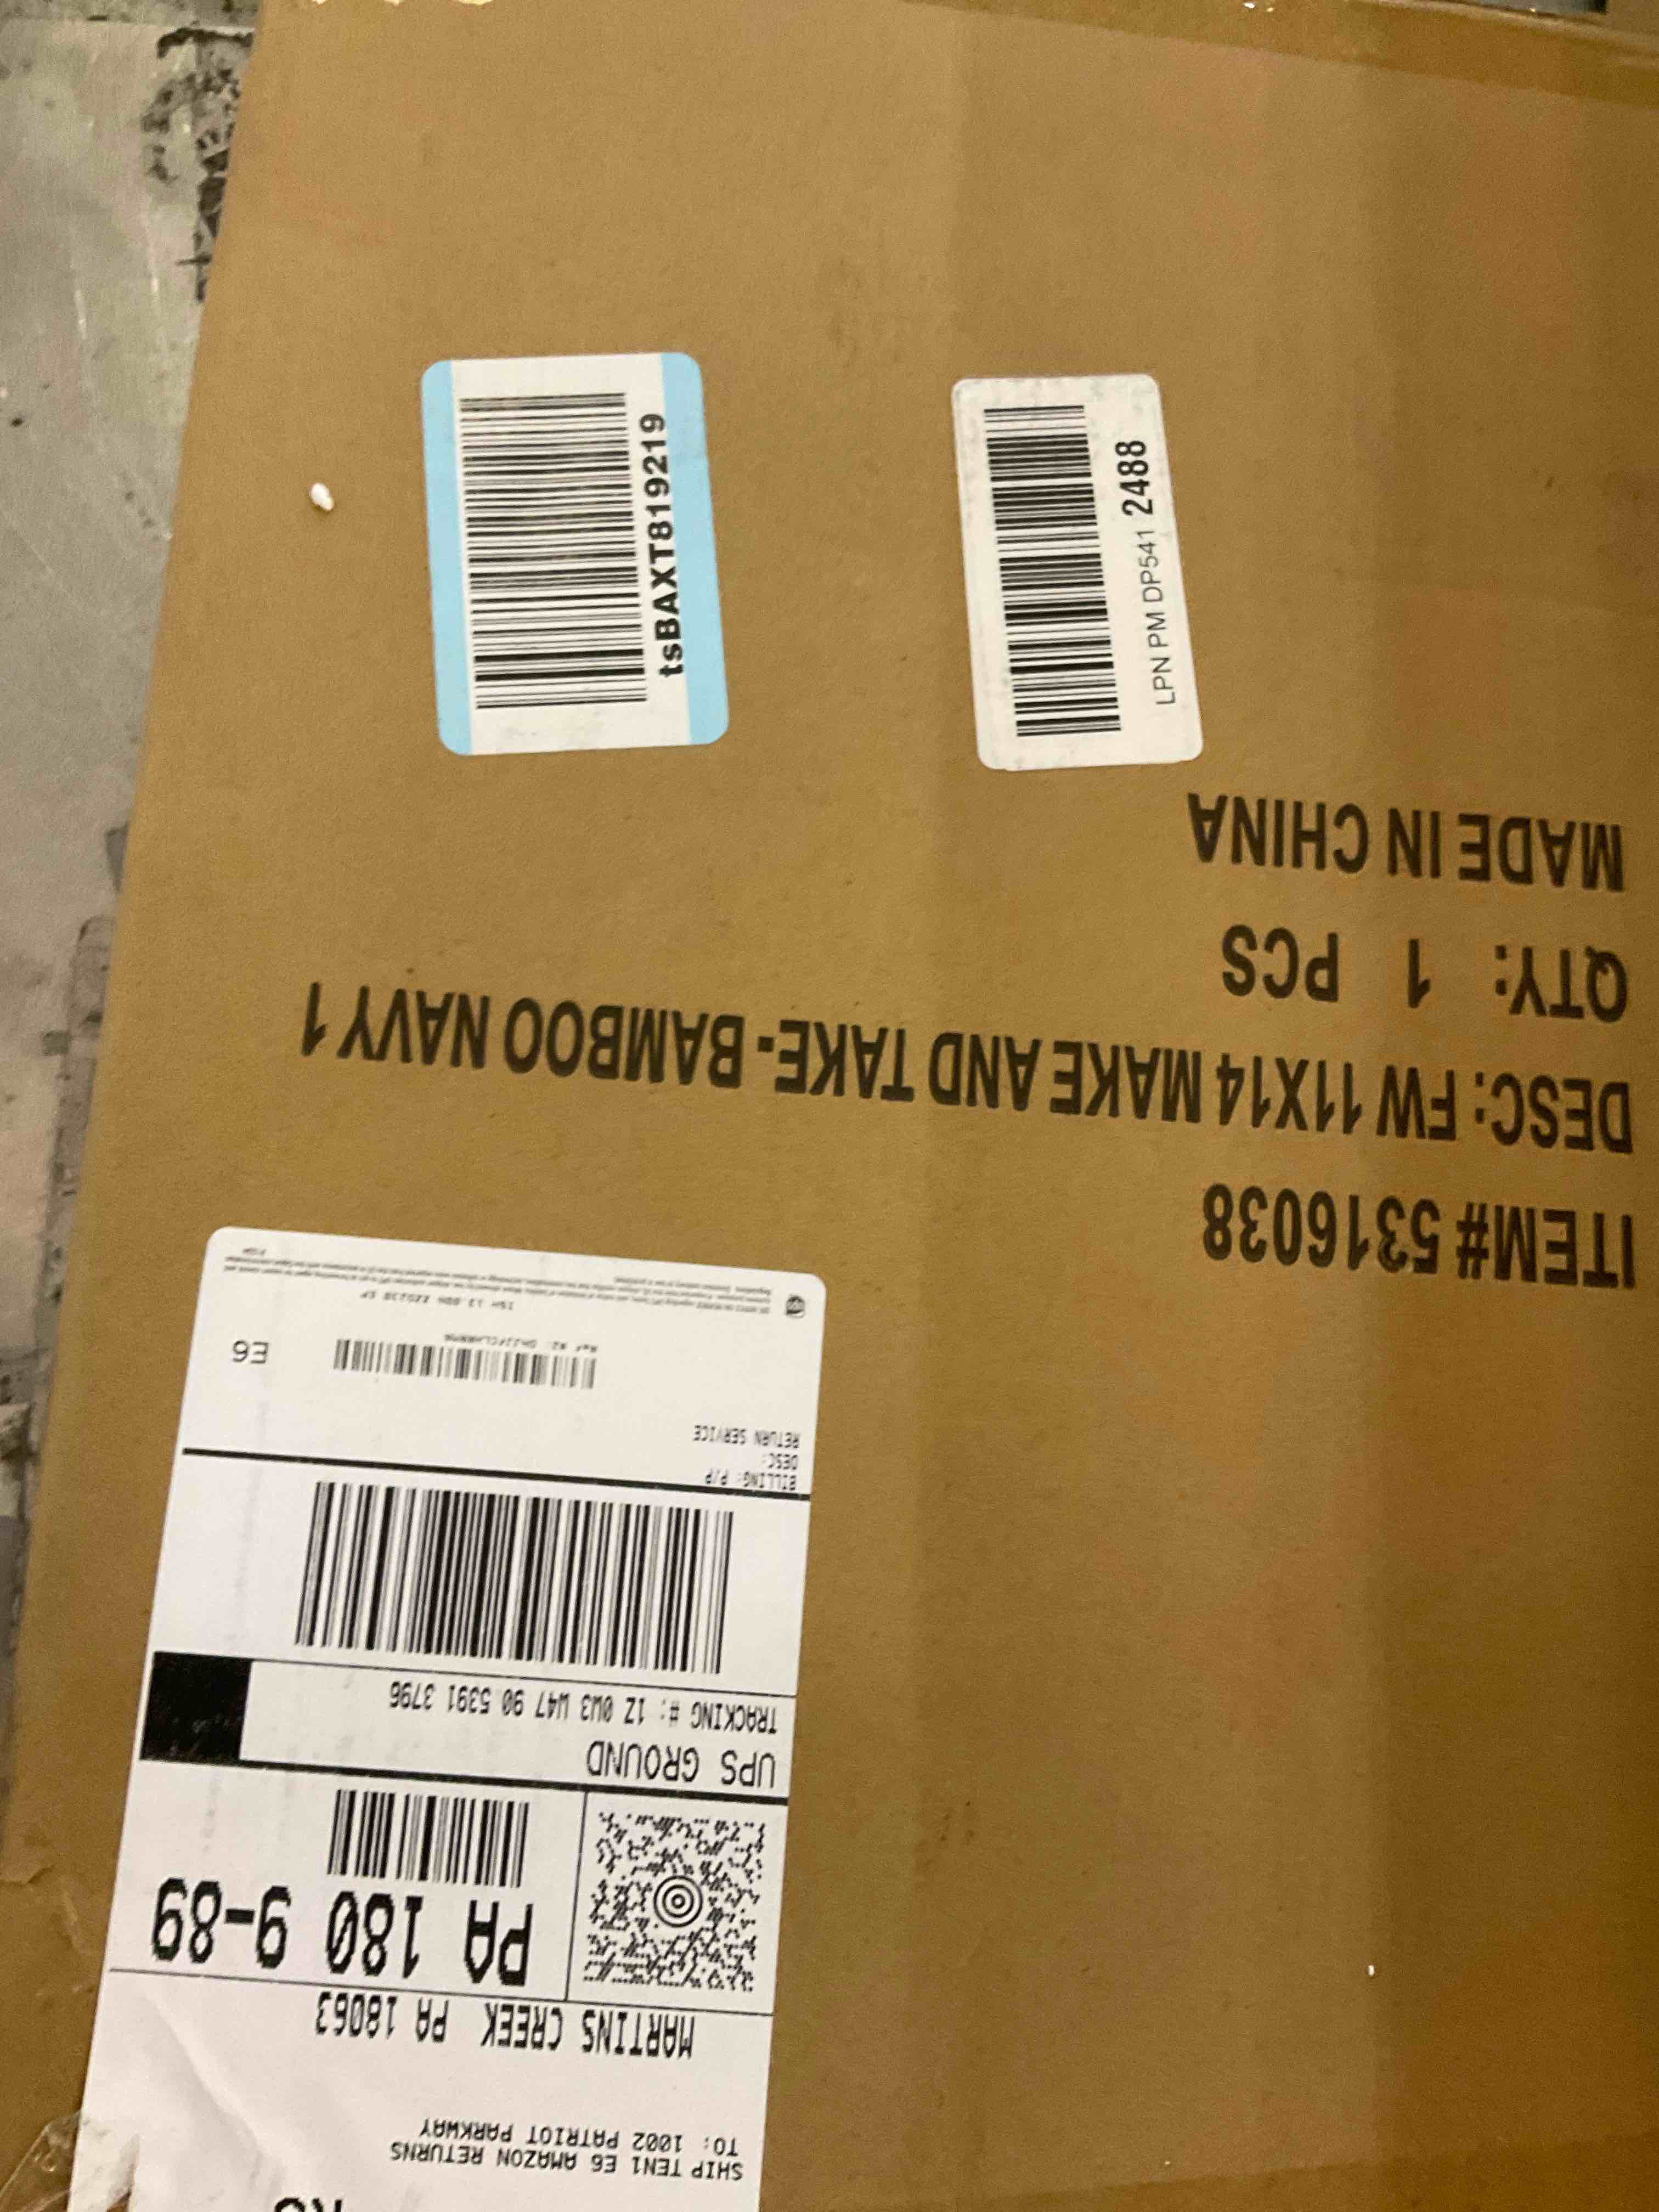 tsBAXT819219
LPN PM DP541 2488
ITEM# 5316038
DESC: FW 11X14 MAKE AND TAKE- BAMBOO NAVY 1
QTY: 1 PCS
MADE IN CHINA
SHIP TEN1 E6 AMAZON RETURNS
TO: 1002 PATRIOT PARKWAY
MARTINS CREEK PA 18063
PA 180 9-89
UPS GROUND
TRACKING #: 1Z 0W3 W47 90 5391 3796
BILLING: P/P
DESC:
RETURN SERVICE
E6